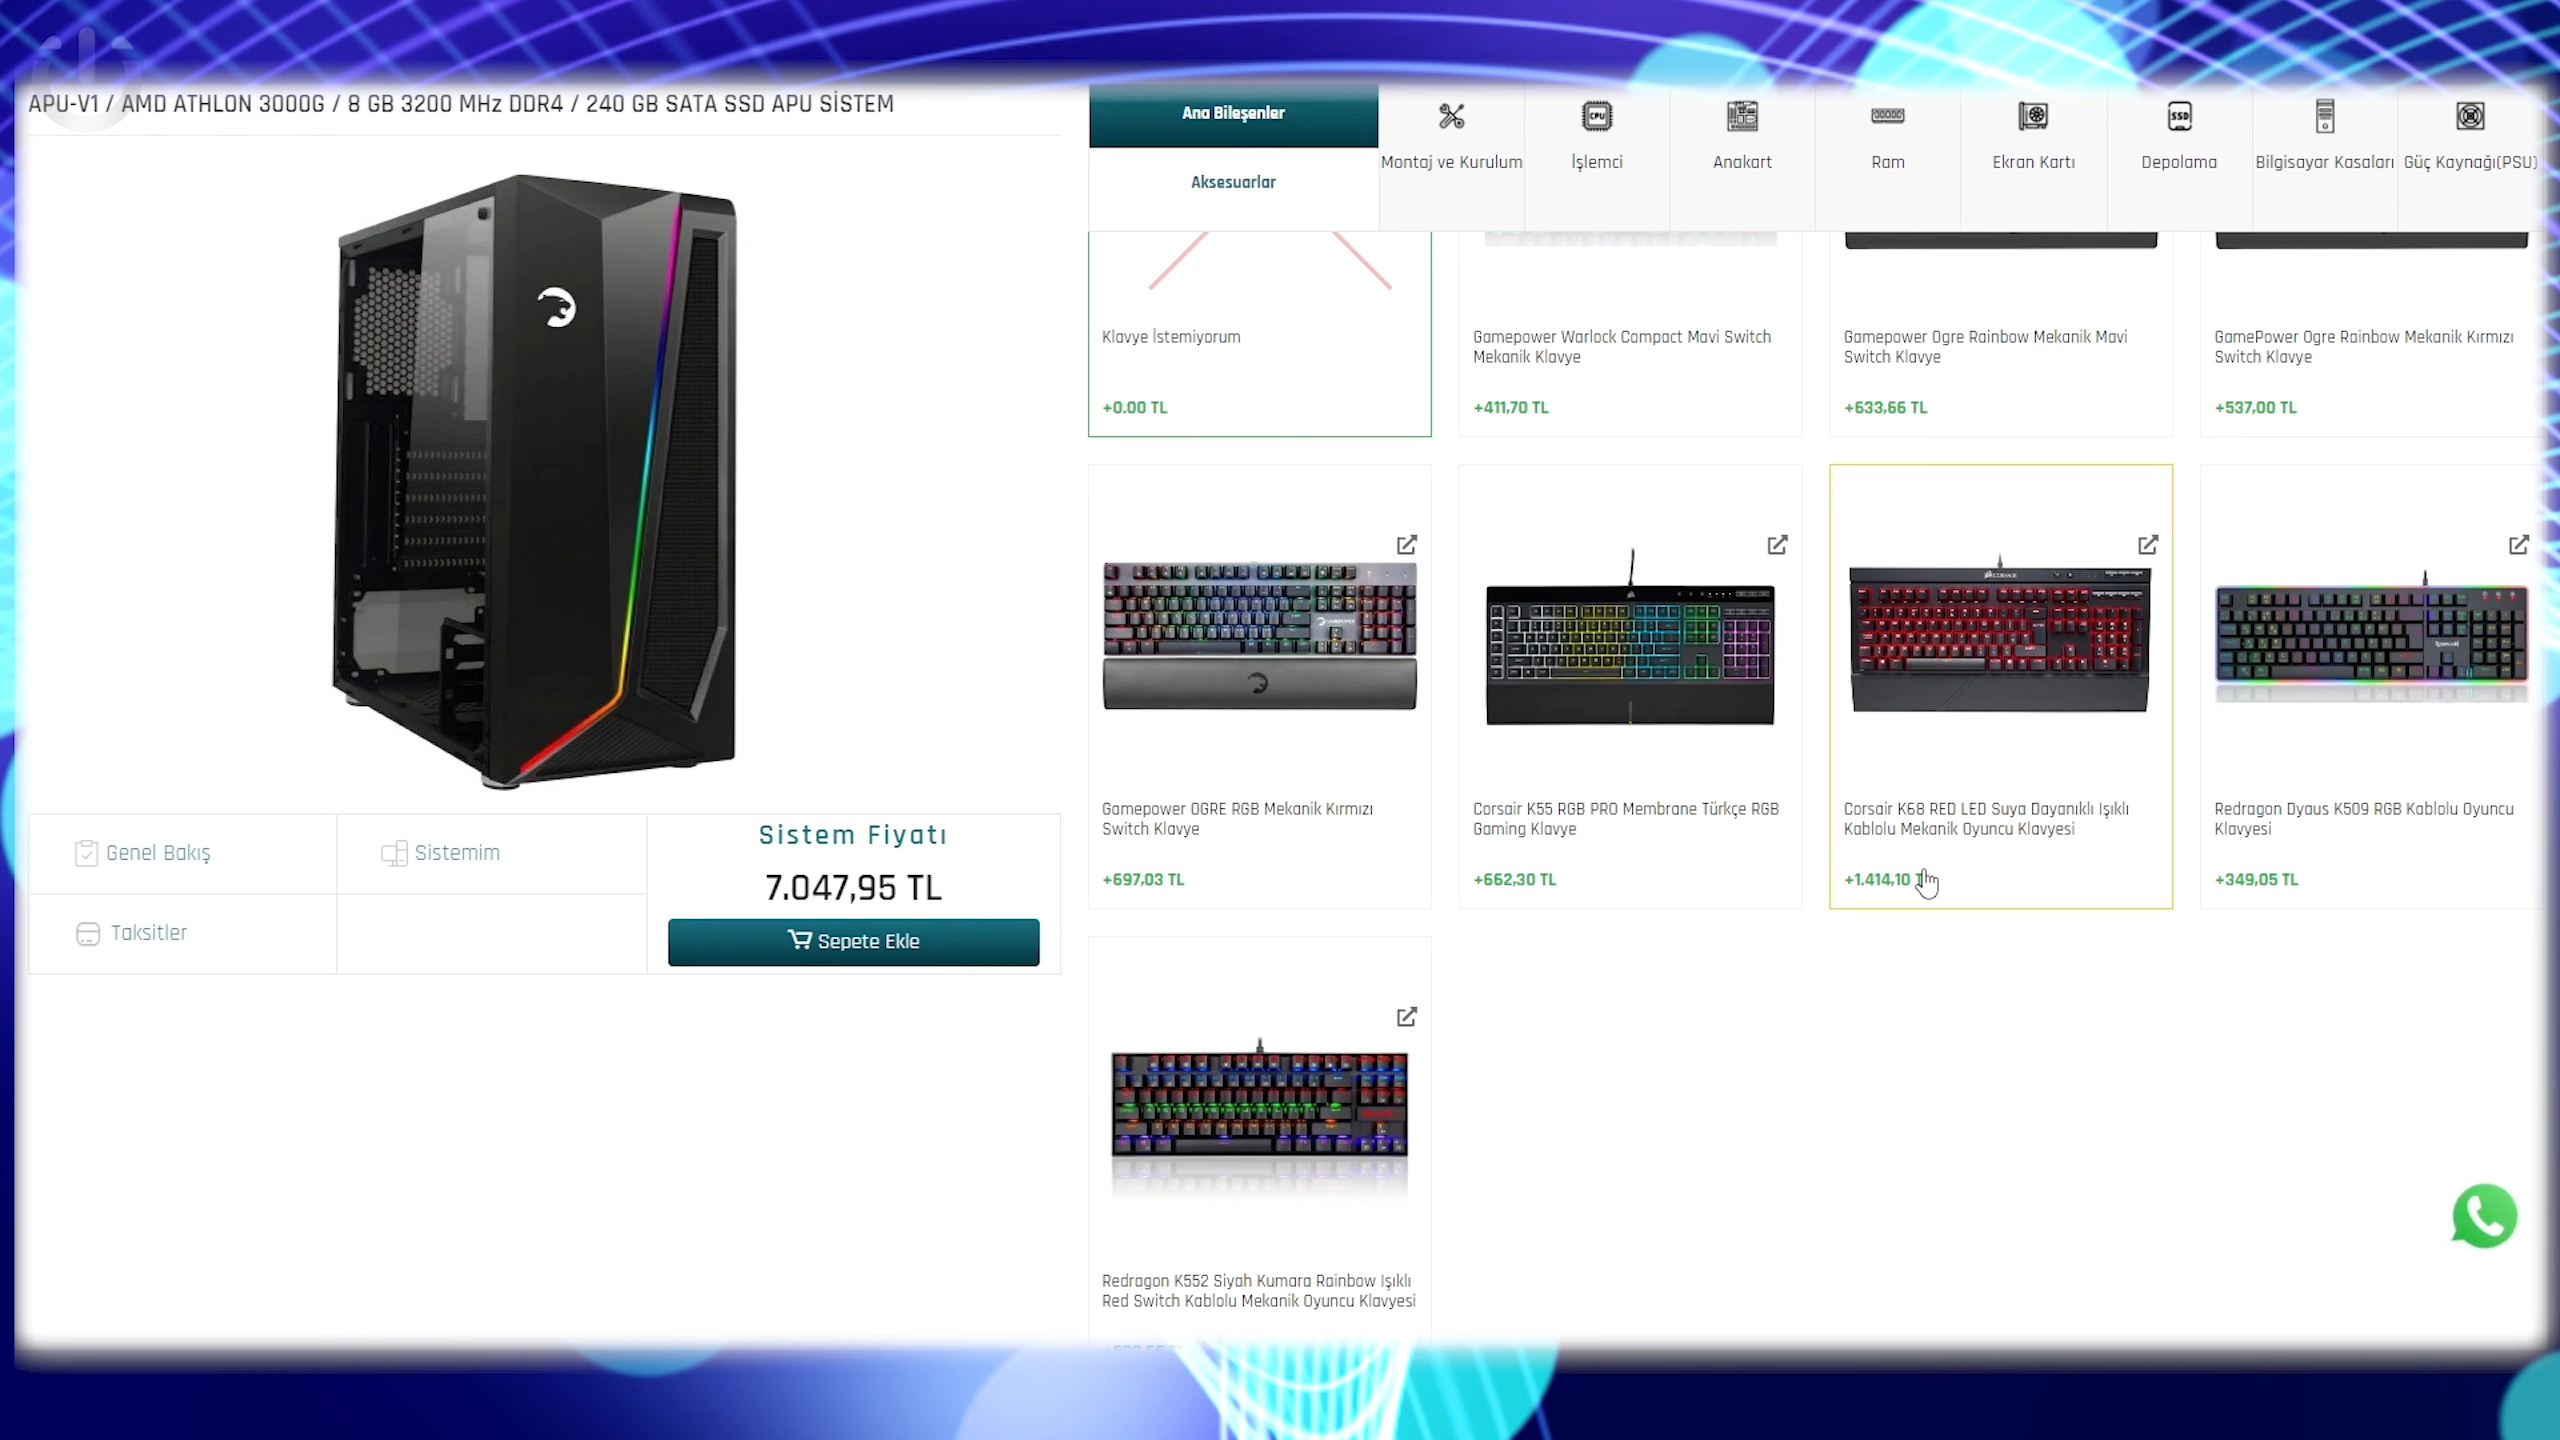 APU-V1 / AMD ATHLON 3000G / 8 GB 3200 MHz DDR4 / 240 GB SATA SSD APU SİSTEM
Genel Bakış
Sistemim
Taksitler
Sistem Fiyatı
7.047,95 TL
Sepete Ekle
Ana Bileşenler
Aksesuarlar
Montaj ve Kurulum
İşlemci
Anakart
Ram
Ekran Kartı
Depolama
Bilgisayar Kasaları
Güç Kaynağı(PSU)
CPU
SSD
Klavye İstemiyorum
+0.00 TL
Gamepower Warlock Compact Mavi Switch
Mekanik Klavye
+411,70 TL
Gamepower Ogre Rainbow Mekanik Mavi
Switch Klavye
+633,66 TL
GamePower Ogre Rainbow Mekanik Kırmızı
Switch Klavye
+537,00 TL
Gamepower OGRE RGB Mekanik Kırmızı
Switch Klavye
+697,03 TL
Corsair K55 RGB PRO Membrane Türkçe RGB
Gaming Klavye
+662,30 TL
Corsair K68 RED LED Suya Dayanıklı Işıklı
Kablolu Mekanik Oyuncu Klavyesi
+1.414,10
Redragon Dyaus K509 RGB Kablolu Oyuncu
Klavyesi
+349,05 TL
Redragon K552 Siyah Kumara Rainbow Işıklı
Red Switch Kablolu Mekanik Oyuncu Klavyesi